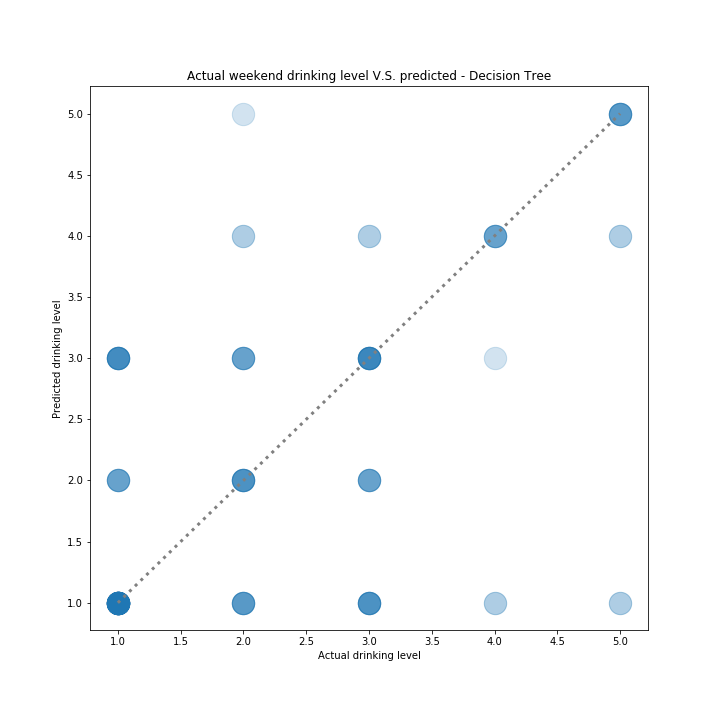 Actual weekend drinking level V.S. predicted - Decision Tree
5.0
4.5
4.0
3.5
3.0
2.5
2.0
1.5
1.0
Predicted drinking level
1.0 1.5 2.0 2.5 3.0 3.5 4.0 4.5 5.0
Actual drinking level